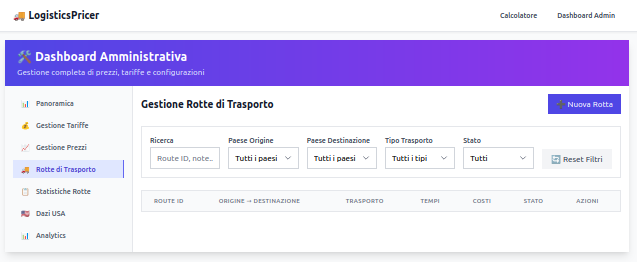 LogisticsPricer
Calcolatore
Dashboard Admin
Dashboard Amministrativa
Gestione completa di prezzi, tariffe e configurazioni
Panoramica
Gestione Tariffe
Gestione Prezzi
Rotte di Trasporto
Statistiche Rotte
Dazi USA
Analytics
Gestione Rotte di Trasporto
Nuova Rotta
Ricerca
Paese Origine
Paese Destinazione
Tipo Trasporto
Stato
Route ID, note..
Tutti i paesi
Tutti i paesi
Tutti i tipi
Tutti
Reset Filtri
ROUTE ID
ORIGINE → DESTINAZIONE
TRASPORTO
TEMPI
COSTI
STATO
AZIONI